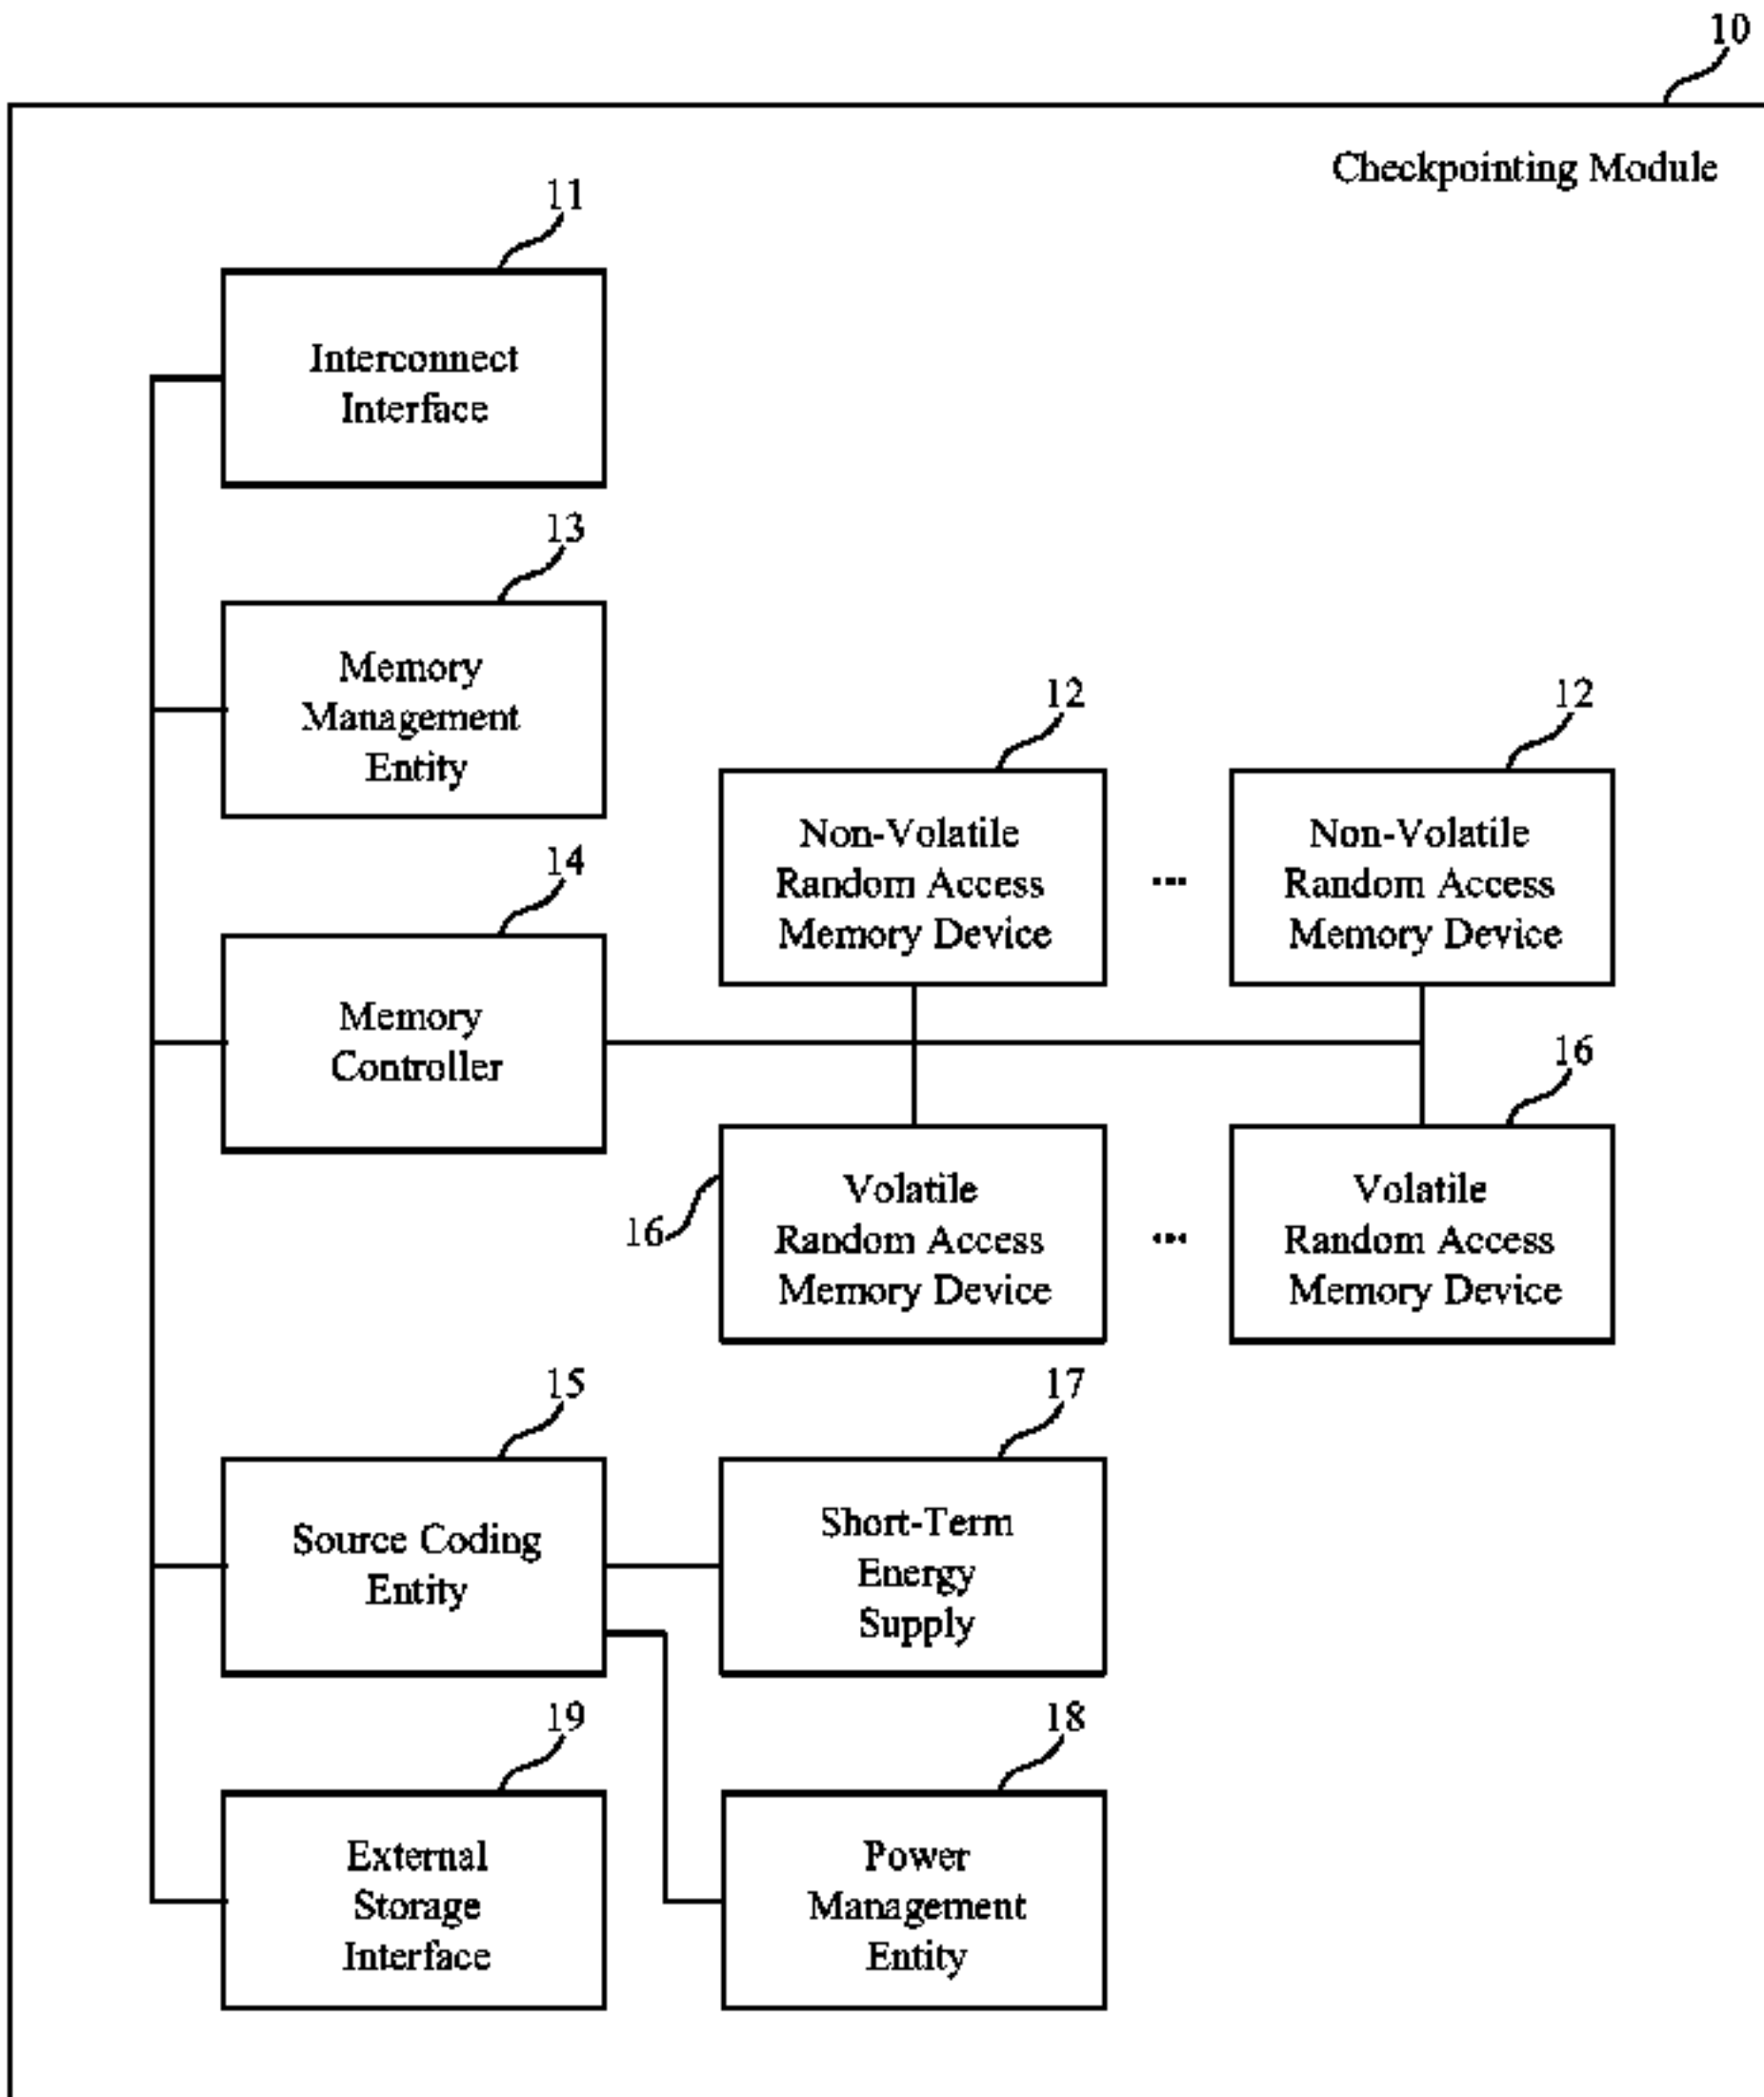 10
Checkpointing Module
11
Interconnect
Interface
13
Memory
Management
Entity
12
Non-Volatile
Random Access
Memory Device
...
12
Non-Volatile
Random Access
Memory Device
14
Memory
Controller
16
Volatile
Random Access
Memory Device
...
16
Volatile
Random Access
Memory Device
15
Source Coding
Entity
17
Short-Term
Energy
Supply
19
External
Storage
Interface
18
Power
Management
Entity